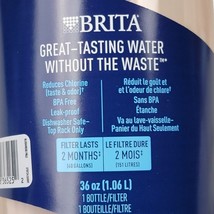 BRITA
GREAT-TASTING WATER
WITHOUT THE WASTE™*
Reduces Chlorine
(taste & odor)†
BPA Free
Leak-proof
Dishwasher Safe-
Top Rack Only
Réduit le goût et
et l'odeur de chlore†
Sans BPA
Étanche
Va au lave-vaisselle-
Panier du Haut Seulement
FILTER LASTS
2 MONTHS
LE FILTRE DURE
2 MOIS
36 oz (1.06 L)
1 BOTTLE/FILTER
1 BOUTEILLE/FILTRE